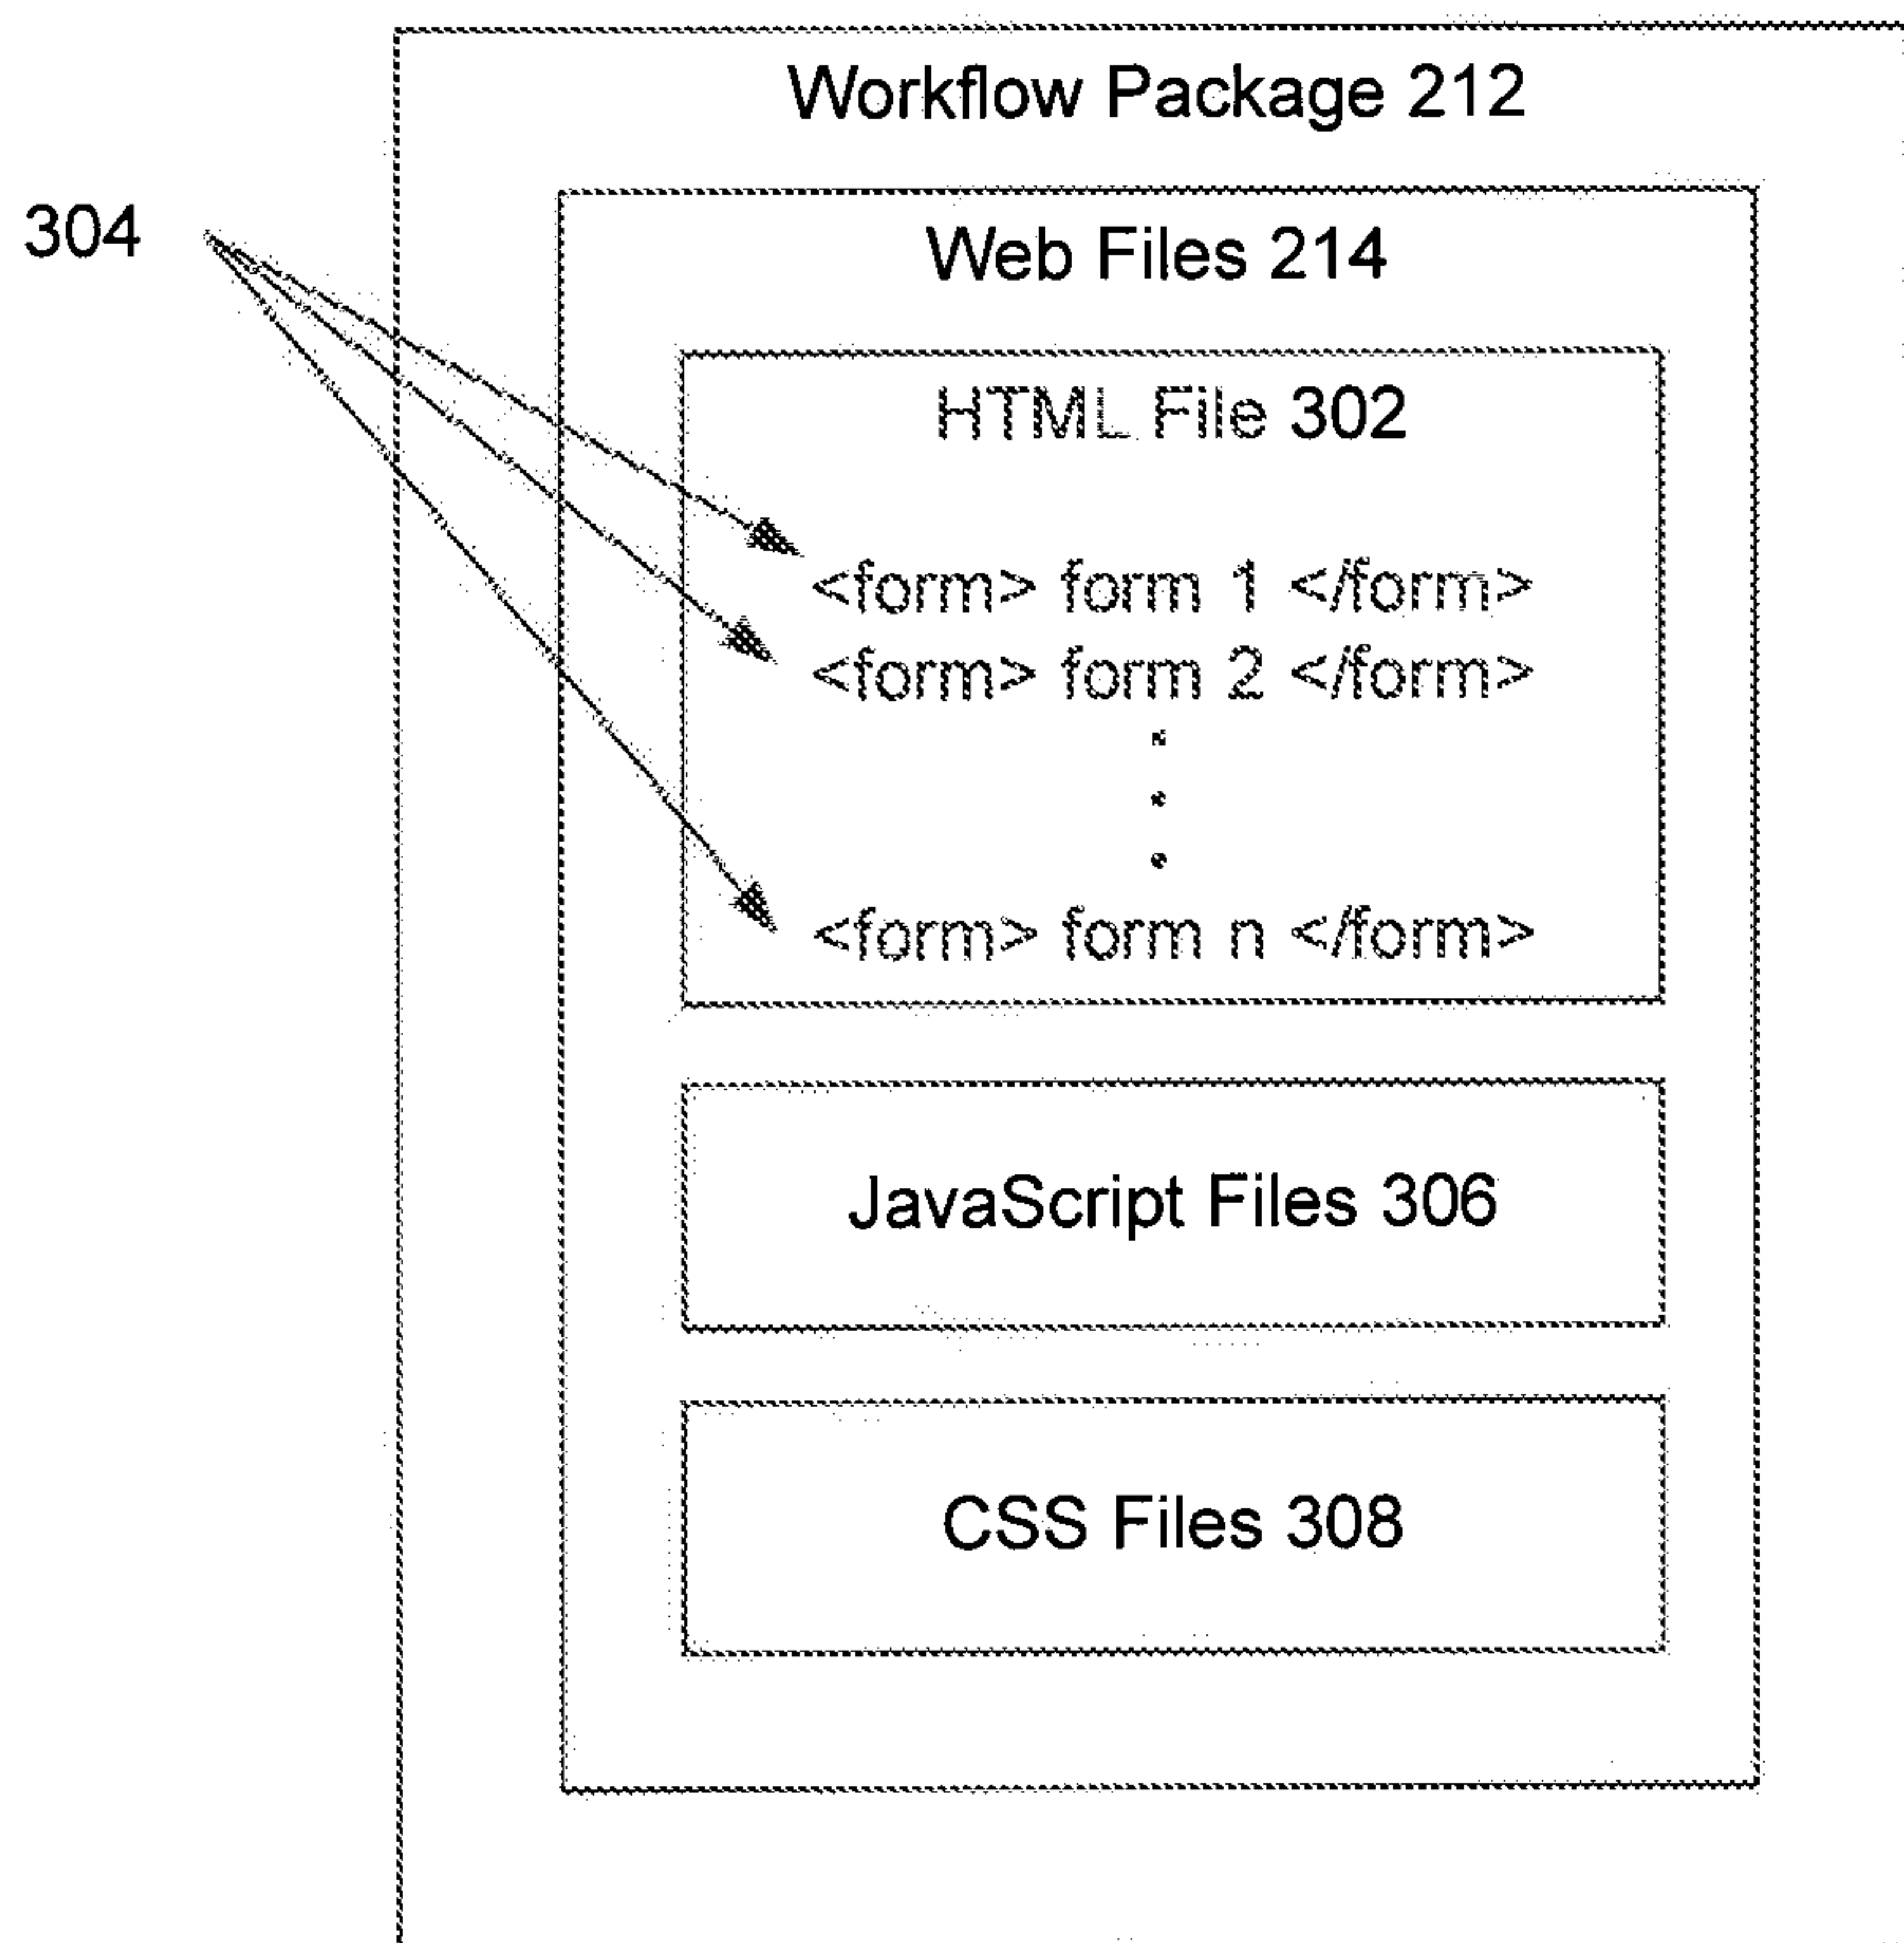 Workflow Package 212
304
Web Files 214
HTML File 302
<form> form 1 </form>
<form> form 2 </form>
<form> form n </form>
JavaScript Files 306
CSS Files 308